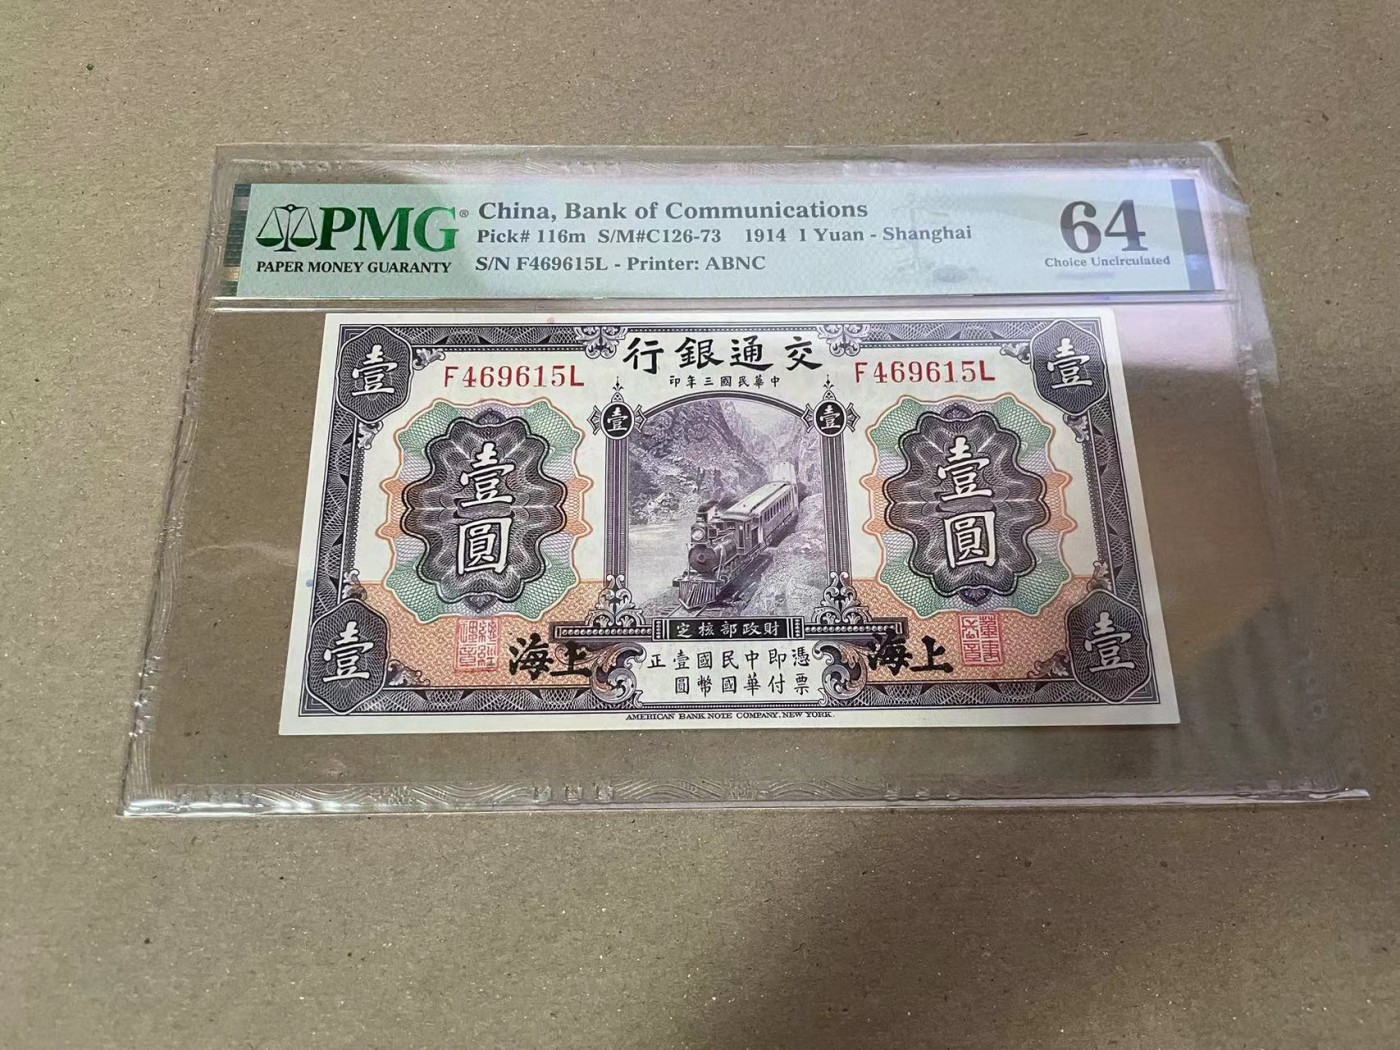 PMG®
PAPER MONEY GUARANTY
China, Bank of Communications
Pick# 116m S/M#C126-73 1914 1 Yuan - Shanghai
S/N F469615L - Printer: ABNC
64
Choice Uncirculated
行銀通交
印年三國民華中
F469615L
F469615L
壹
壹
壹
壹
壹圓
壹圓
定核部政財
海上
海上
正壹國民中即憑
圓幣國華付票
壹
壹
AMERICAN BANK NOTE COMPANY, NEW YORK.